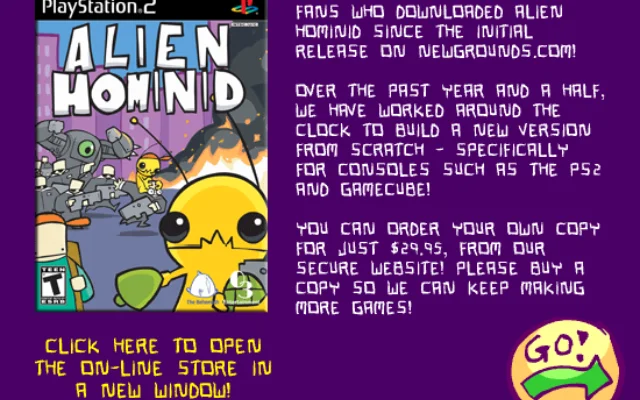 PlayStation 2
ALIEN
HOMINID
TEEN
T
ESRB
The Behemoth
FANS WHO DOWNLOADED ALIEN
HOMINID SINCE THE INITIAL
RELEASE ON NEWGROUNDS.COM!
OVER THE PAST YEAR AND A HALF,
WE HAVE WORKED AROUND THE
CLOCK TO BUILD A NEW VERSION
FROM SCRATCH - SPECIFICALLY
FOR CONSOLES SUCH AS THE PS2
AND GAMECUBE!
YOU CAN ORDER YOUR OWN COPY
FOR JUST $29.95, FROM OUR
SECURE WEBSITE! PLEASE BUY A
COPY SO WE CAN KEEP MAKING
MORE GAMES!
CLICK HERE TO OPEN
THE ON-LINE STORE IN
A NEW WINDOW!
GO!